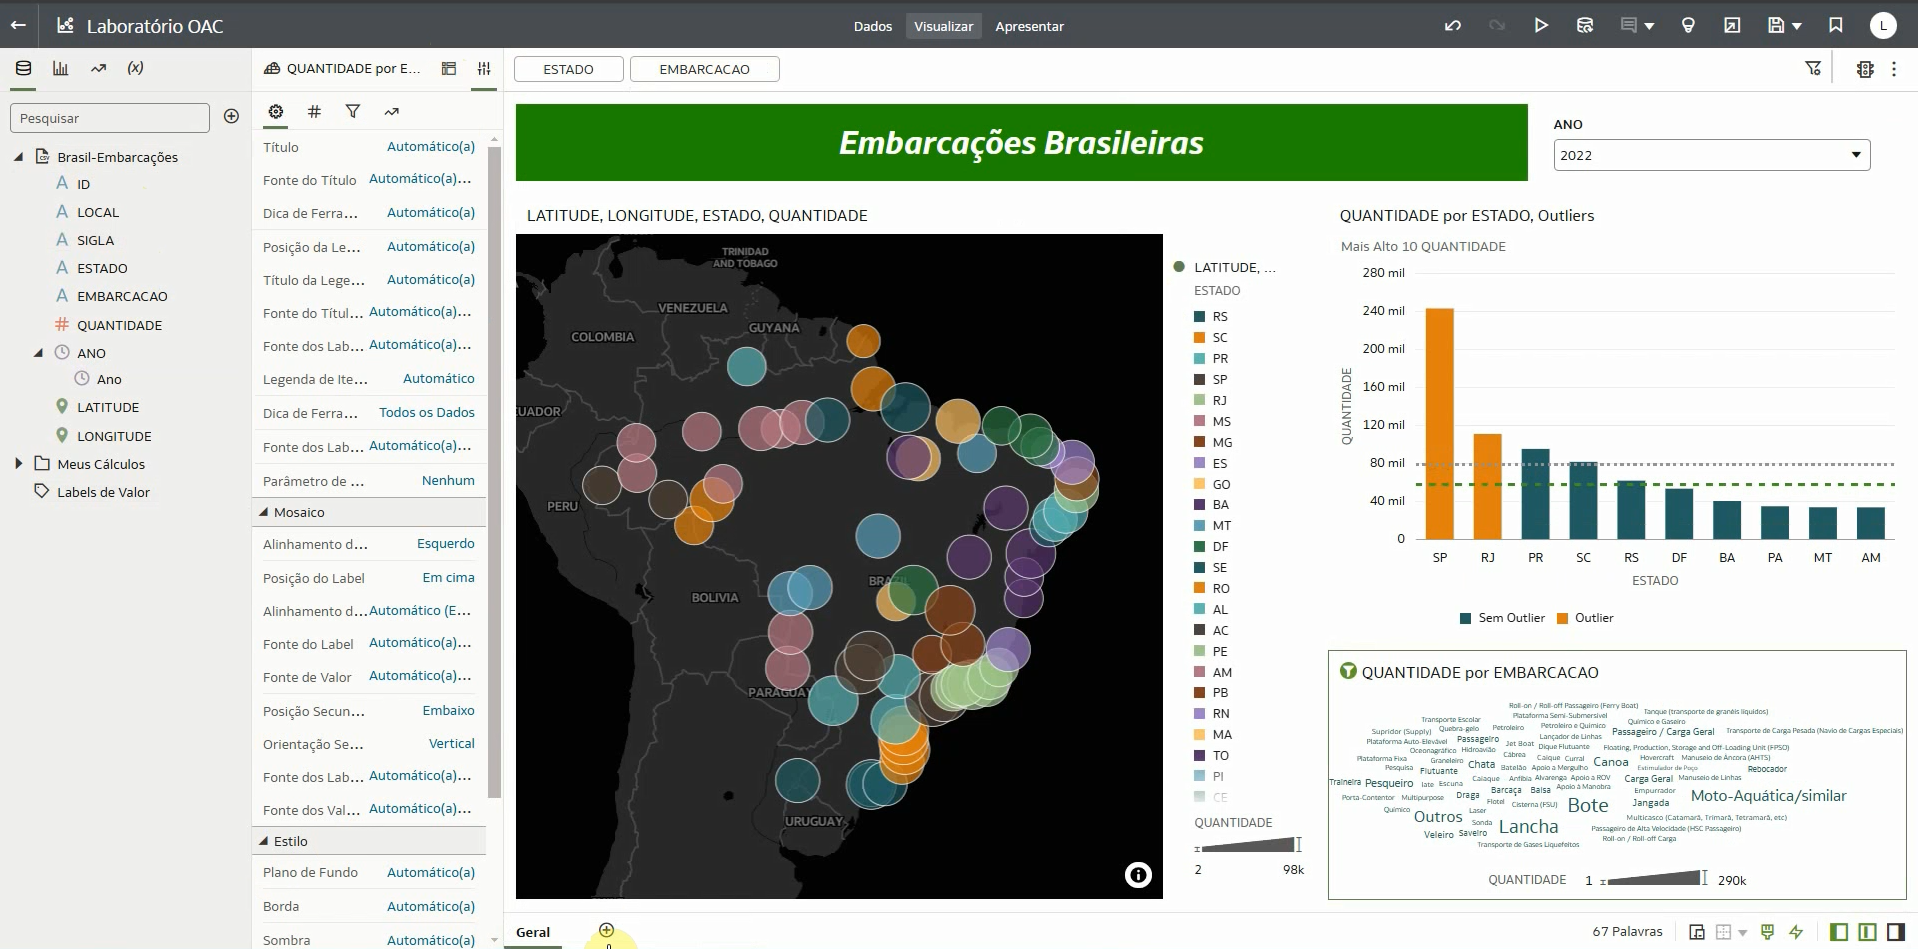 Laboratório OAC
Dados
Visualizar
Apresentar
L
(x)
QUANTIDADE por E...
ESTADO
EMBARCACAO
Pesquisar
Brasil-Embarcações
ID
LOCAL
SIGLA
ESTADO
EMBARCACAO
QUANTIDADE
ANO
Ano
LATITUDE
LONGITUDE
Meus Cálculos
Labels de Valor
Título Automático(a)
Fonte do Título Automático(a)...
Dica de Ferra... Automático(a)
Posição da Le... Automático(a)
Título da Lege... Automático(a)
Fonte do Títul... Automático(a)...
Fonte dos Lab... Automático(a)...
Legenda de Ite... Automático
Dica de Ferra... Todos os Dados
Fonte dos Lab... Automático(a)...
Parâmetro de ... Nenhum
Mosaico
Alinhamento d... Esquerdo
Posição do Label Em cima
Alinhamento d... Automático (E...
Fonte do Label Automático(a)...
Fonte de Valor Automático(a)...
Posição Secun... Embaixo
Orientação Se... Vertical
Fonte dos Lab... Automático(a)...
Fonte dos Val... Automático(a)...
Estilo
Plano de Fundo Automático(a)
Borda Automático(a)
Sombra Automático(a)
Embarcações Brasileiras
ANO
2022
LATITUDE, LONGITUDE, ESTADO, QUANTIDADE
TRINIDAD
AND TOBAGO
VENEZUELA
GUYANA
COLOMBIA
UADOR
PERU
BRAZIL
BOLIVIA
PARAGUAY
URUGUAY
LATITUDE, ...
ESTADO
RS
SC
PR
SP
RJ
MS
MG
ES
GO
BA
MT
DF
SE
RO
AL
AC
PE
AM
PB
RN
MA
TO
PI
CE
QUANTIDADE
2 98k
QUANTIDADE por ESTADO, Outliers
Mais Alto 10 QUANTIDADE
QUANTIDADE
280 mil
240 mil
200 mil
160 mil
120 mil
80 mil
40 mil
0
SP RJ PR SC RS DF BA PA MT AM
ESTADO
Sem Outlier Outlier
QUANTIDADE por EMBARCACAO
Roll-on / Roll-off Passageiro (Ferry Boat)
Tanque (transporte de granéis líquidos)
Transporte Escolar
Plataforma Semi-Submersível
Químico e Gaseiro
Supridor (Supply)
Quebra-gelo
Petroleiro
Petroleiro e Químico
Passageiro / Carga Geral
Transporte de Carga Pesada (Navio de Cargas Especiais)
Plataforma Auto-Elevável
Passageiro
Lançador de Linhas
Oceanográfico
Hidroavião
Jet Boat
Dique Flutuante
Floating, Production, Storage and Off-Loading Unit (FPSO)
Plataforma Fixa
Graneleiro
Cábrea
Caíque
Curral
Hovercraft
Manuseio de Âncora (AHTS)
Pesquisa
Flutuante
Chata
Batelão
Apoio a Mergulho
Canoa
Estimulador de Poço
Rebocador
Traineira
Pesqueiro
Iate
Escuna
Caiaque
Anfíbia
Alvarenga
Apoio a ROV
Carga Geral
Manuseio de Linhas
Porta-Contentor
Multipurpose
Draga
Barcaça
Balsa
Apoio à Manobra
Empurrador
Químico
Flotel
Cisterna (FSU)
Bote
Jangada
Moto-Aquática/similar
Outros
Laser
Sonda
Lancha
Multicasco (Catamarã, Trimarã, Tetramarã, etc)
Veleiro
Saveiro
Passageiro de Alta Velocidade (HSC Passageiro)
Roll-on / Roll-off Carga
Transporte de Gases Liquefeitos
QUANTIDADE 1 290k
Geral
67 Palavras